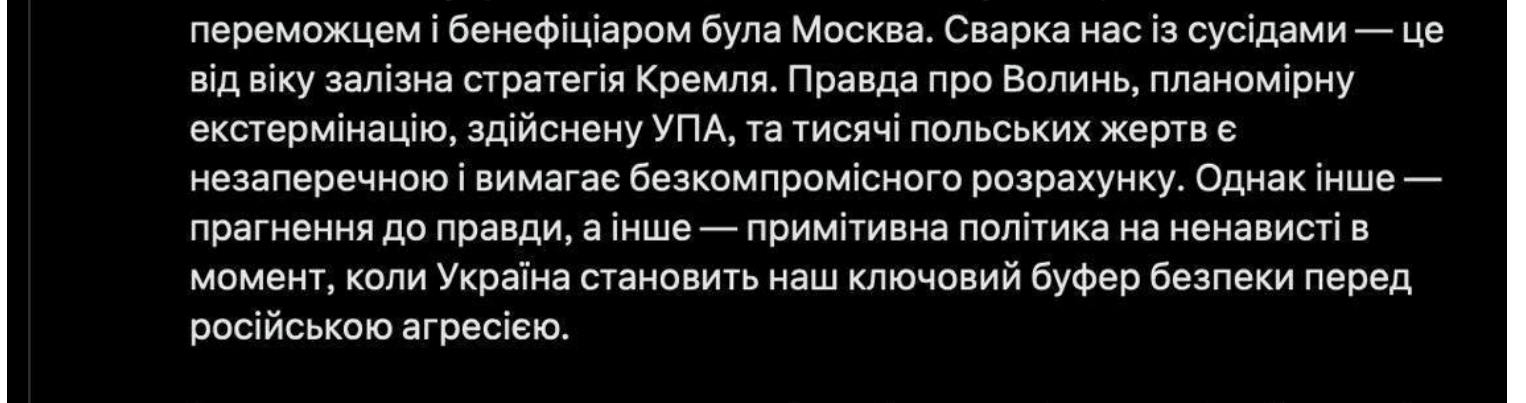 переможцем і бенефіціаром була Москва. Сварка нас із сусідами — це
від віку залізна стратегія Кремля. Правда про Волинь, планомірну
екстермінацію, здійснену УПА, та тисячі польських жертв є
незаперечною і вимагає безкомпромісного розрахунку. Однак інше —
прагнення до правди, а інше — примітивна політика на ненависті в
момент, коли Україна становить наш ключовий буфер безпеки перед
російською агресією.